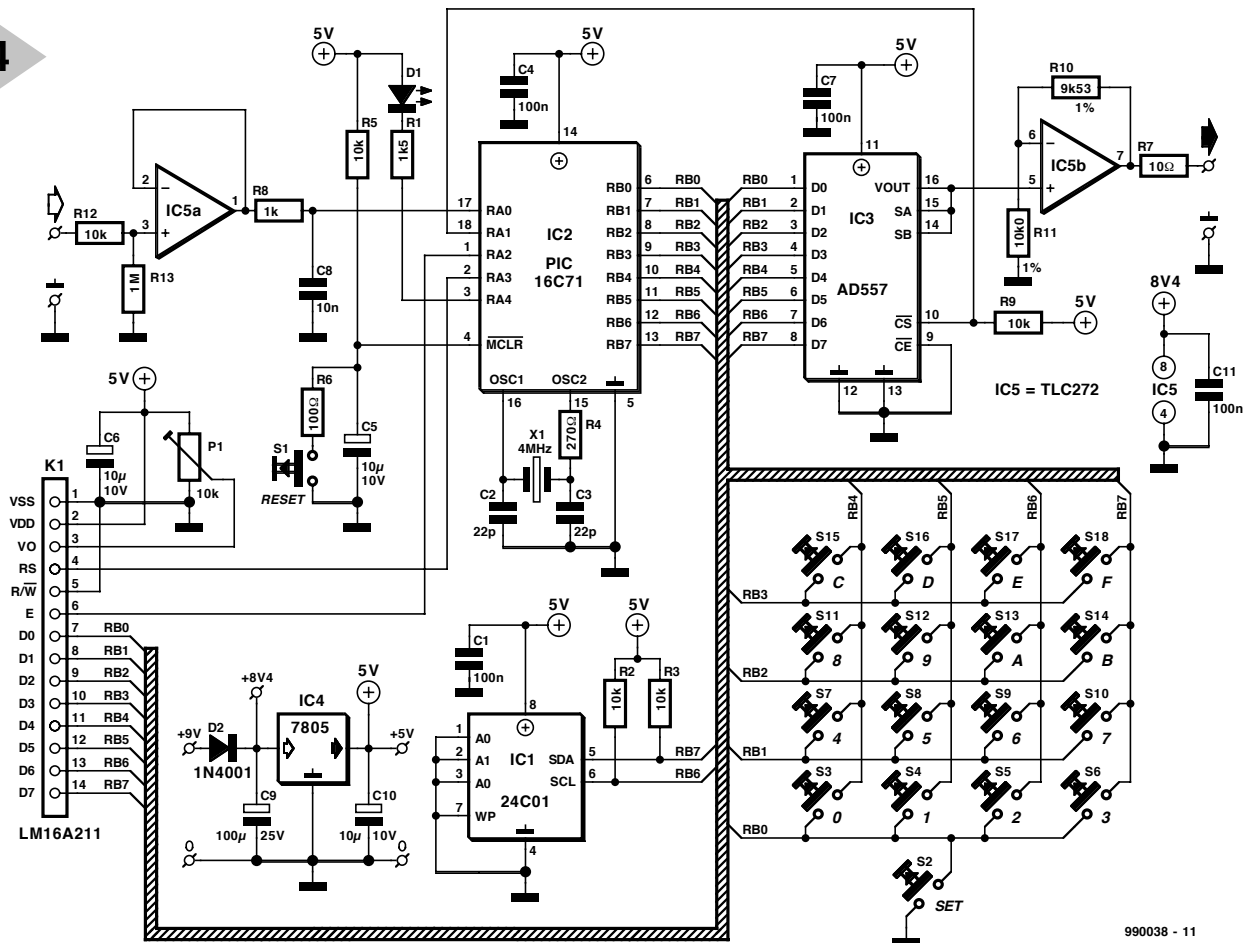 4
5V
D1
R5
10k
R1
1k5
C4
100n
5V
14
C7
100n
5V
11
R10
9k53
1%
6
5
7
IC5b
R7
10Ω
R11
10k0
1%
2
3
1
IC5a
R12
10k
R13
1M
R8
1k
C8
10n
17 RA0
18 RA1
1 RA2
2 RA3
3 RA4
4 MCLR
IC2
PIC
16C71
RB0 6 RB0
RB1 7 RB1
RB2 8 RB2
RB3 9 RB3
RB4 10 RB4
RB5 11 RB5
RB6 12 RB6
RB7 13 RB7
OSC1
OSC2
16
15
5
RB0 1 D0
RB1 2 D1
RB2 3 D2
RB3 4 D3
RB4 5 D4
RB5 6 D5
RB6 7 D6
RB7 8 D7
IC3
AD557
VOUT 16
SA 15
SB 14
CS 10
CE 9
12
13
R9
10k
5V
IC5 = TLC272
8V4
8
IC5
4
C11
100n
R6
100Ω
S1
RESET
C5
10µ
10V
X1
4MHz
R4
270Ω
C2
22p
C3
22p
5V
C6
10µ
10V
P1
10k
K1
VSS 1
VDD 2
VO 3
RS 4
R/W 5
E 6
D0 7 RB0
D1 8 RB1
D2 9 RB2
D3 10 RB3
D4 11 RB4
D5 12 RB5
D6 13 RB6
D7 14 RB7
LM16A211
+9V
D2
1N4001
+8V4
IC4
7805
5V
+5V
C9
100µ 25V
C10
10µ 10V
0
0
C1
100n
5V
8
1 A0
2 A1
3 A0
7 WP
IC1
24C01
SDA 5
SCL 6
4
5V
R2
10k
R3
10k
RB7
RB6
RB4
RB5
RB6
RB7
S15
C
S16
D
S17
E
S18
F
RB3
S11
8
S12
9
S13
A
S14
B
RB2
S7
4
S8
5
S9
6
S10
7
RB1
S3
0
S4
1
S5
2
S6
3
RB0
S2
SET
990038 - 11